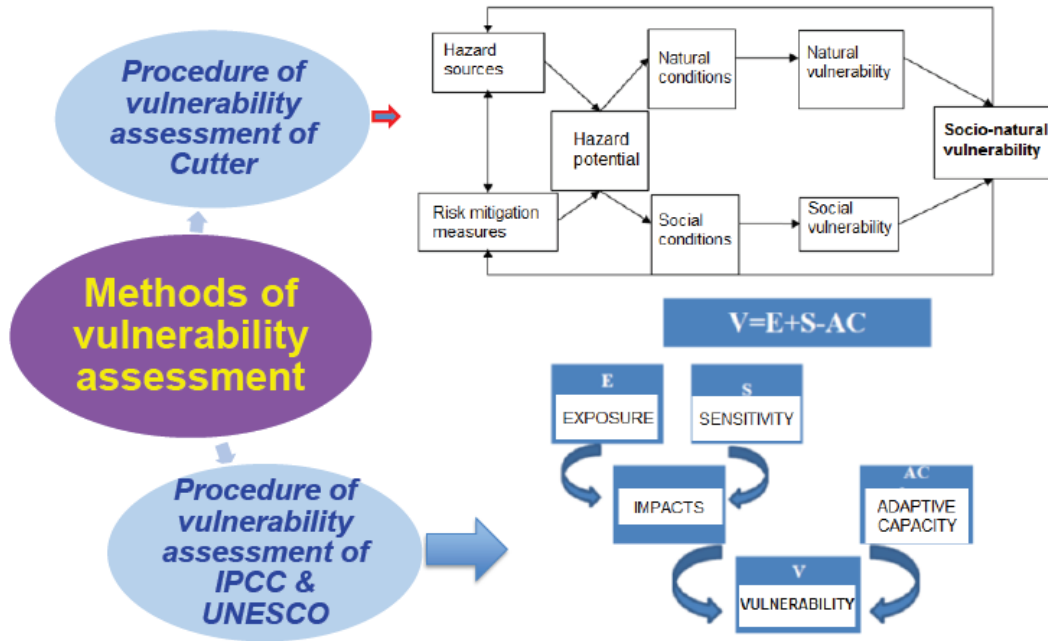 Procedure of
vulnerability
assessment of
Cutter
Methods of
vulnerability
assessment
Procedure of
vulnerability
assessment of
IPCC &
UNESCO
Hazard
sources
Natural
conditions
Natural
vulnerability
Hazard
potential
Socio-natural
vulnerability
Risk mitigation
measures
Social
conditions
Social
vulnerability
V=E+S-AC
E
EXPOSURE
S
SENSITIVITY
IMPACTS
AC
ADAPTIVE
CAPACITY
V
VULNERABILITY